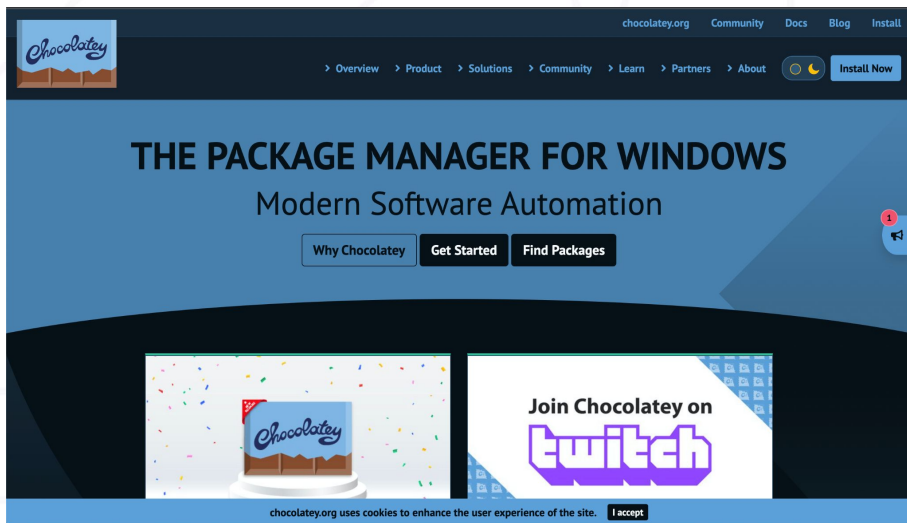 chocolatey.org Community Docs Blog Install
Chocolatey
> Overview > Product > Solutions > Community > Learn > Partners > About Install Now
THE PACKAGE MANAGER FOR WINDOWS
Modern Software Automation
Why Chocolatey Get Started Find Packages
1
Chocolatey
Join Chocolatey on
twitch
chocolatey.org uses cookies to enhance the user experience of the site. I accept